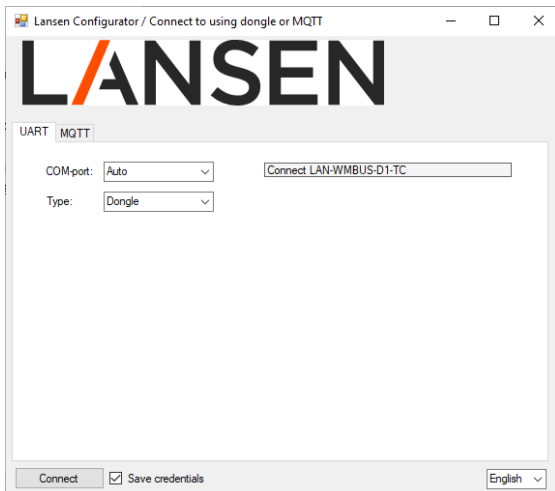 Lansen Configurator / Connect to using dongle or MQTT
LANSEN
UART MQTT
COM-port: Auto Connect LAN-WMBUS-D1-TC
Type: Dongle
Connect Save credentials English